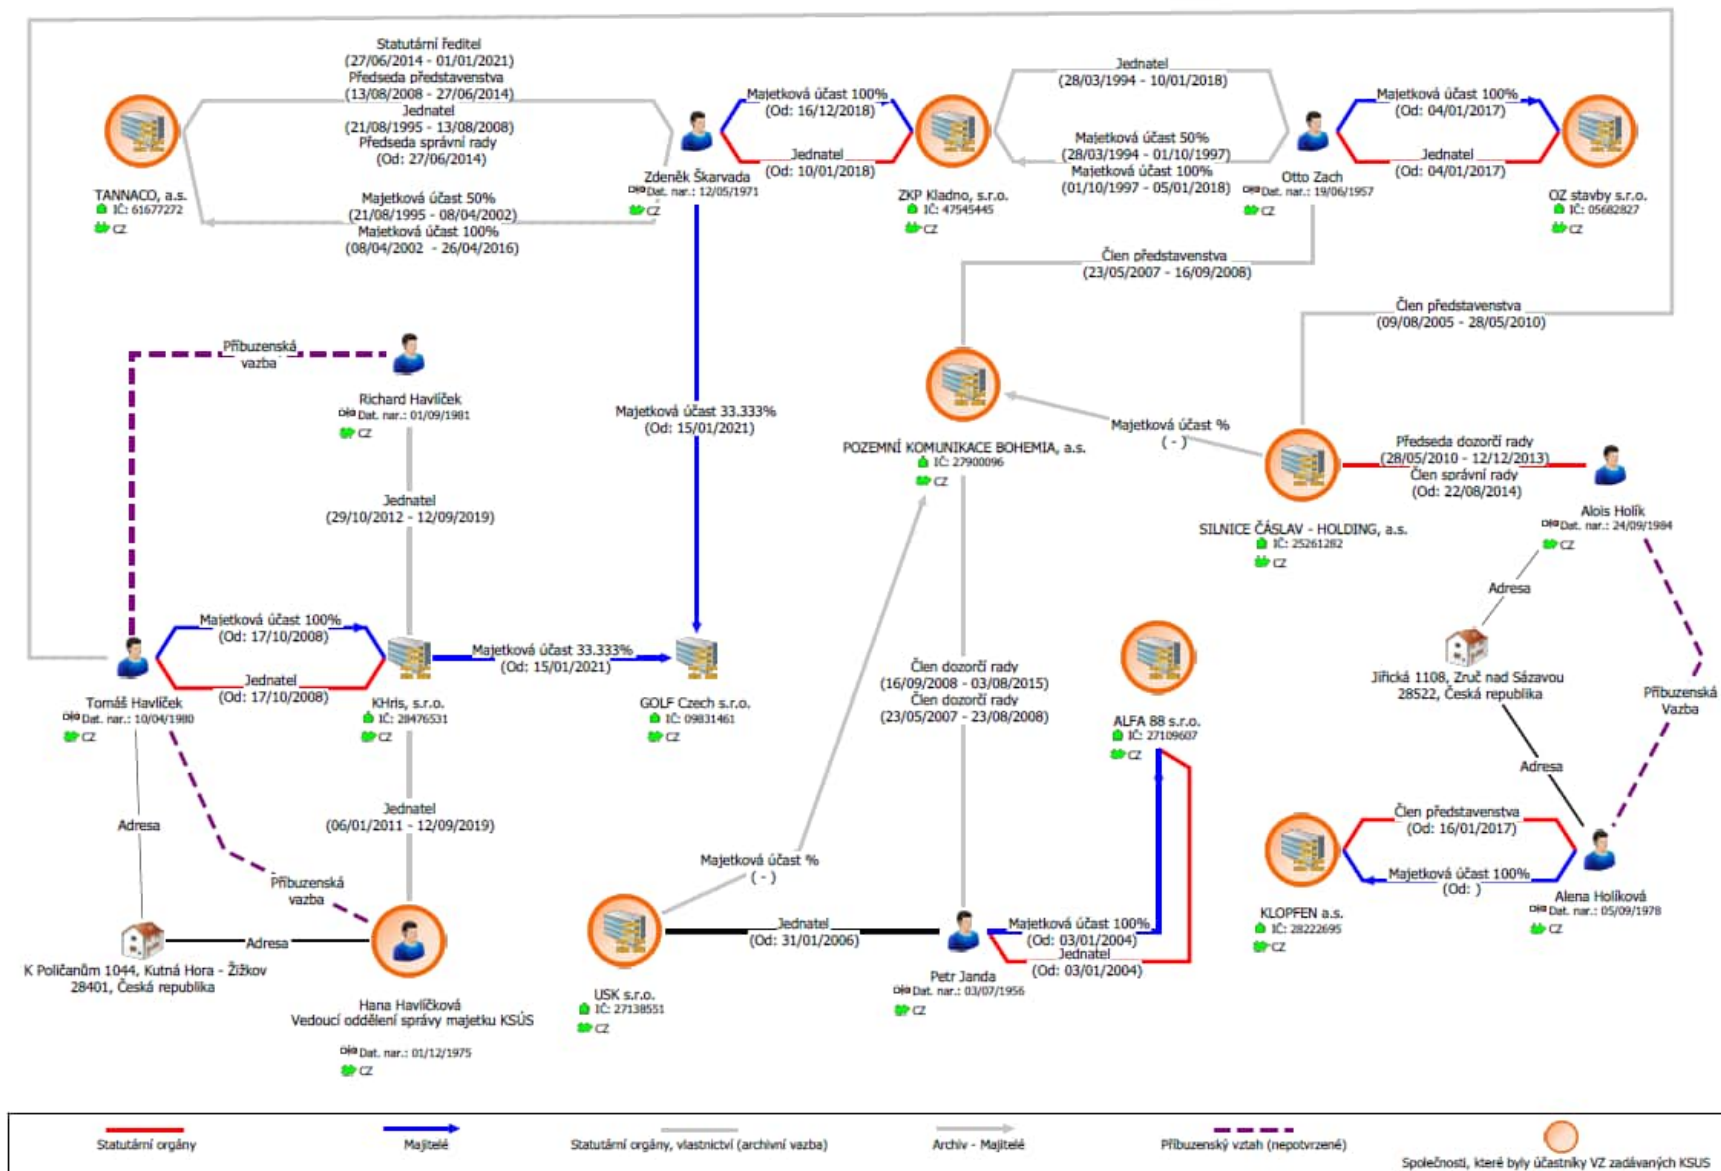 Statutární ředitel
(27/06/2014 - 01/01/2021)
Předseda představenstva
(13/08/2008 - 27/06/2014)
Jednatel
(21/08/1995 - 13/08/2008)
Předseda správní rady
(Od: 27/06/2014)
Majetková účast 50%
(21/08/1995 - 08/04/2002)
Majetková účast 100%
(08/04/2002 - 26/04/2016)
TANNACO, a.s.
IČ: 61677272
CZ
Zdeněk Škarvada
Dat. nar.: 12/05/1971
CZ
Majetková účast 100%
(Od: 16/12/2018)
Jednatel
(Od: 10/01/2018)
ZKP Kladno, s.r.o.
IČ: 47545445
CZ
Jednatel
(28/03/1994 - 10/01/2018)
Majetková účast 50%
(28/03/1994 - 01/10/1997)
Majetková účast 100%
(01/10/1997 - 05/01/2018)
Otto Zach
Dat. nar.: 19/06/1957
CZ
Majetková účast 100%
(Od: 04/01/2017)
Jednatel
(Od: 04/01/2017)
OZ stavby s.r.o.
IČ: 05682827
CZ
Člen představenstva
(23/05/2007 - 16/09/2008)
Člen představenstva
(09/08/2005 - 28/05/2010)
Příbuzenská
vazba
Richard Havlíček
Dat. nar.: 01/09/1981
CZ
Majetková účast 33.333%
(Od: 15/01/2021)
POZEMNÍ KOMUNIKACE BOHEMIA, a.s.
IČ: 27900096
CZ
Majetková účast %
( - )
SILNICE ČÁSLAV - HOLDING, a.s.
IČ: 25261282
CZ
Předseda dozorčí rady
(28/05/2010 - 12/12/2013)
Člen správní rady
(Od: 22/08/2014)
Alois Holík
Dat. nar.: 24/09/1984
CZ
Jednatel
(29/10/2012 - 12/09/2019)
Adresa
Jiřická 1108, Zruč nad Sázavou
28522, Česká republika
Příbuzenská
Vazba
Adresa
Majetková účast 100%
(Od: 17/10/2008)
Jednatel
(Od: 17/10/2008)
Tomáš Havlíček
Dat. nar.: 10/04/1980
CZ
KHris, s.r.o.
IČ: 28476531
CZ
Majetková účast 33.333%
(Od: 15/01/2021)
GOLF Czech s.r.o.
IČ: 09831461
CZ
Člen dozorčí rady
(16/09/2008 - 03/08/2015)
Člen dozorčí rady
(23/05/2007 - 23/08/2008)
ALFA 88 s.r.o.
IČ: 27109607
CZ
Adresa
Jednatel
(06/01/2011 - 12/09/2019)
Příbuzenská
vazba
Majetková účast %
( - )
Člen představenstva
(Od: 16/01/2017)
Majetková účast 100%
(Od: )
KLOPFEN a.s.
IČ: 28222695
CZ
Alena Holíková
Dat. nar.: 05/09/1978
CZ
Adresa
K Poličanům 1044, Kutná Hora - Žižkov
28401, Česká republika
Hana Havlíčková
Vedoucí oddělení správy majetku KSÚS
Dat. nar.: 01/12/1975
CZ
USK s.r.o.
IČ: 27138551
CZ
Jednatel
(Od: 31/01/2006)
Petr Janda
Dat. nar.: 03/07/1956
CZ
Majetková účast 100%
(Od: 03/01/2004)
Jednatel
(Od: 03/01/2004)
Statutární orgány
Majitelé
Statutární orgány, vlastnictví (archivní vazba)
Archiv - Majitelé
Příbuzenský vztah (nepotvrzené)
Společnosti, které byly účastníky VZ zadávaných KSUS